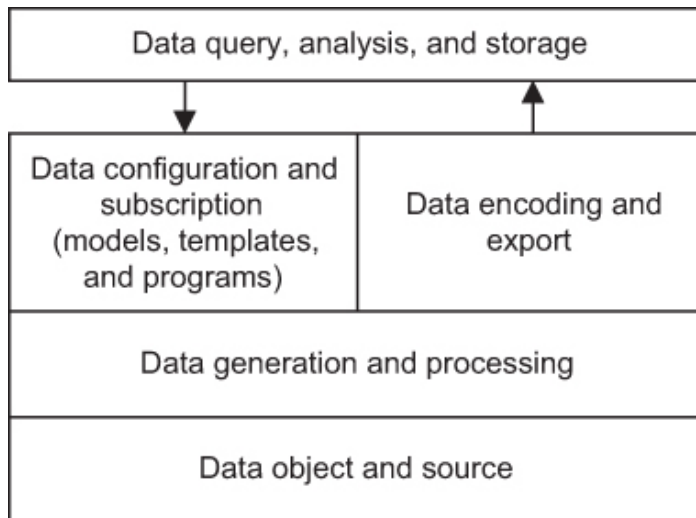 Data query, analysis, and storage
Data configuration and
subscription
(models, templates,
and programs)
Data encoding and
export
Data generation and processing
Data object and source